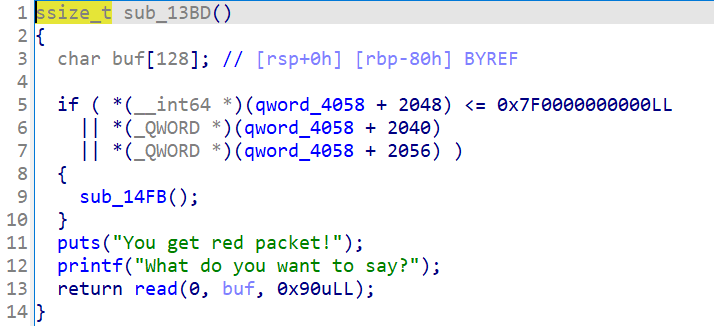 1 ssize_t sub_13BD()
2 {
3   char buf[128]; // [rsp+0h] [rbp-80h] BYREF
4
5   if ( *(__int64 *)(qword_4058 + 2048) <= 0x7F0000000000LL
6     || *(_QWORD *)(qword_4058 + 2040)
7     || *(_QWORD *)(qword_4058 + 2056) )
8   {
9     sub_14FB();
10   }
11   puts("You get red packet!");
12   printf("What do you want to say?");
13   return read(0, buf, 0x90uLL);
14 }